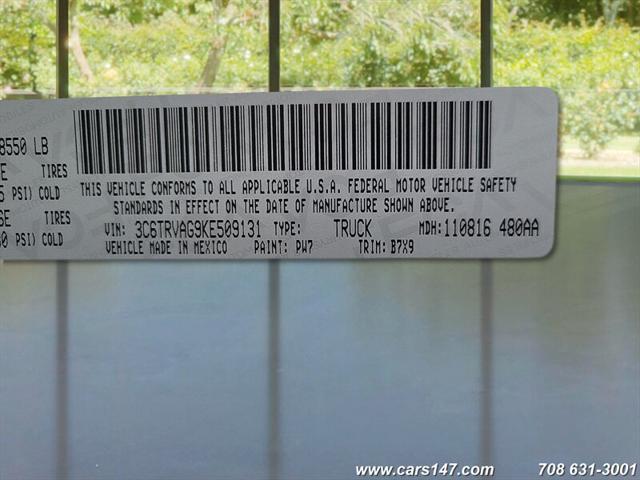 8550 LB
E TIRES
5 PSI) COLD
SE TIRES
80 PSI) COLD
THIS VEHICLE CONFORMS TO ALL APPLICABLE U.S.A. FEDERAL MOTOR VEHICLE SAFETY
STANDARDS IN EFFECT ON THE DATE OF MANUFACTURE SHOWN ABOVE.
VIN: 3C6TRVAG9KE509131 TYPE: TRUCK MDH: 110816 480AA
VEHICLE MADE IN MEXICO PAINT: PW7 TRIM: B7X9
www.cars147.com 708 631-3001